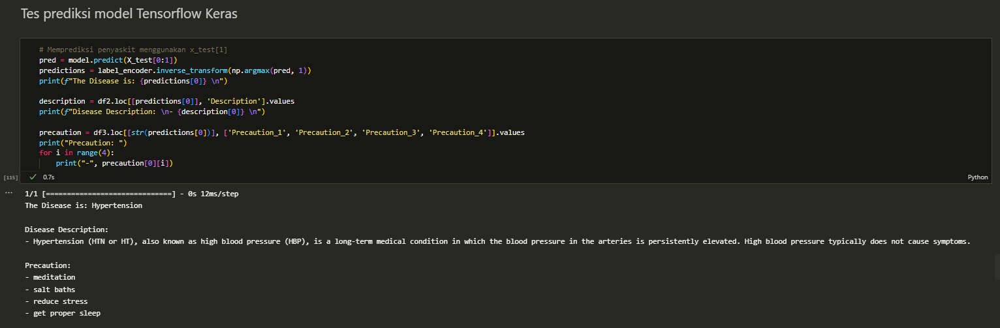 Tes prediksi model Tensorflow Keras
# Memprediksi penyaskit menggunakan x_test[1]
pred = model.predict(X_test[0:1])
predictions = label_encoder.inverse_transform(np.argmax(pred, 1))
print(f"The Disease is: {predictions[0]} \n")
description = df2.loc[[predictions[0]], 'Description'].values
print(f"Disease Description: \n- {description[0]} \n")
precaution = df3.loc[[str(predictions[0])], ['Precaution_1', 'Precaution_2', 'Precaution_3', 'Precaution_4']].values
print("Precaution: ")
for i in range(4):
    print("-", precaution[0][i])
[115] ✓ 0.7s Python
... 1/1 [==============================] - 0s 12ms/step
The Disease is: Hypertension
Disease Description:
- Hypertension (HTN or HT), also known as high blood pressure (HBP), is a long-term medical condition in which the blood pressure in the arteries is persistently elevated. High blood pressure typically does not cause symptoms.
Precaution:
- meditation
- salt baths
- reduce stress
- get proper sleep